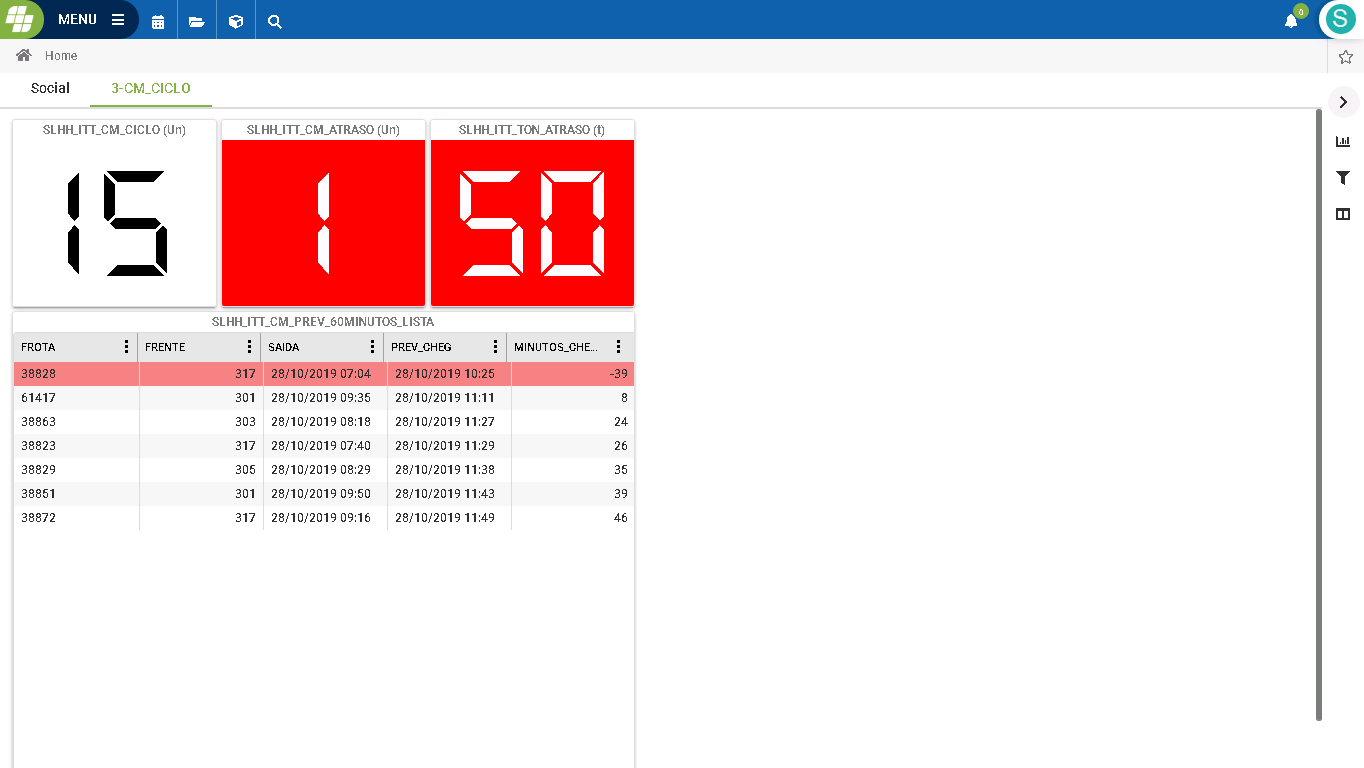 MENU
0
S
Home
Social 3-CM_CICLO
SLHH_ITT_CM_CICLO (Un) SLHH_ITT_CM_ATRASO (Un) SLHH_ITT_TON_ATRASO (t)
15 1 50
SLHH_ITT_CM_PREV_60MINUTOS_LISTA
FROTA FRENTE SAIDA PREV_CHEG MINUTOS_CHE...
38828 317 28/10/2019 07:04 28/10/2019 10:25 -39
61417 301 28/10/2019 09:35 28/10/2019 11:11 8
38863 303 28/10/2019 08:18 28/10/2019 11:27 24
38823 317 28/10/2019 07:40 28/10/2019 11:29 26
38829 305 28/10/2019 08:29 28/10/2019 11:38 35
38851 301 28/10/2019 09:50 28/10/2019 11:43 39
38872 317 28/10/2019 09:16 28/10/2019 11:49 46